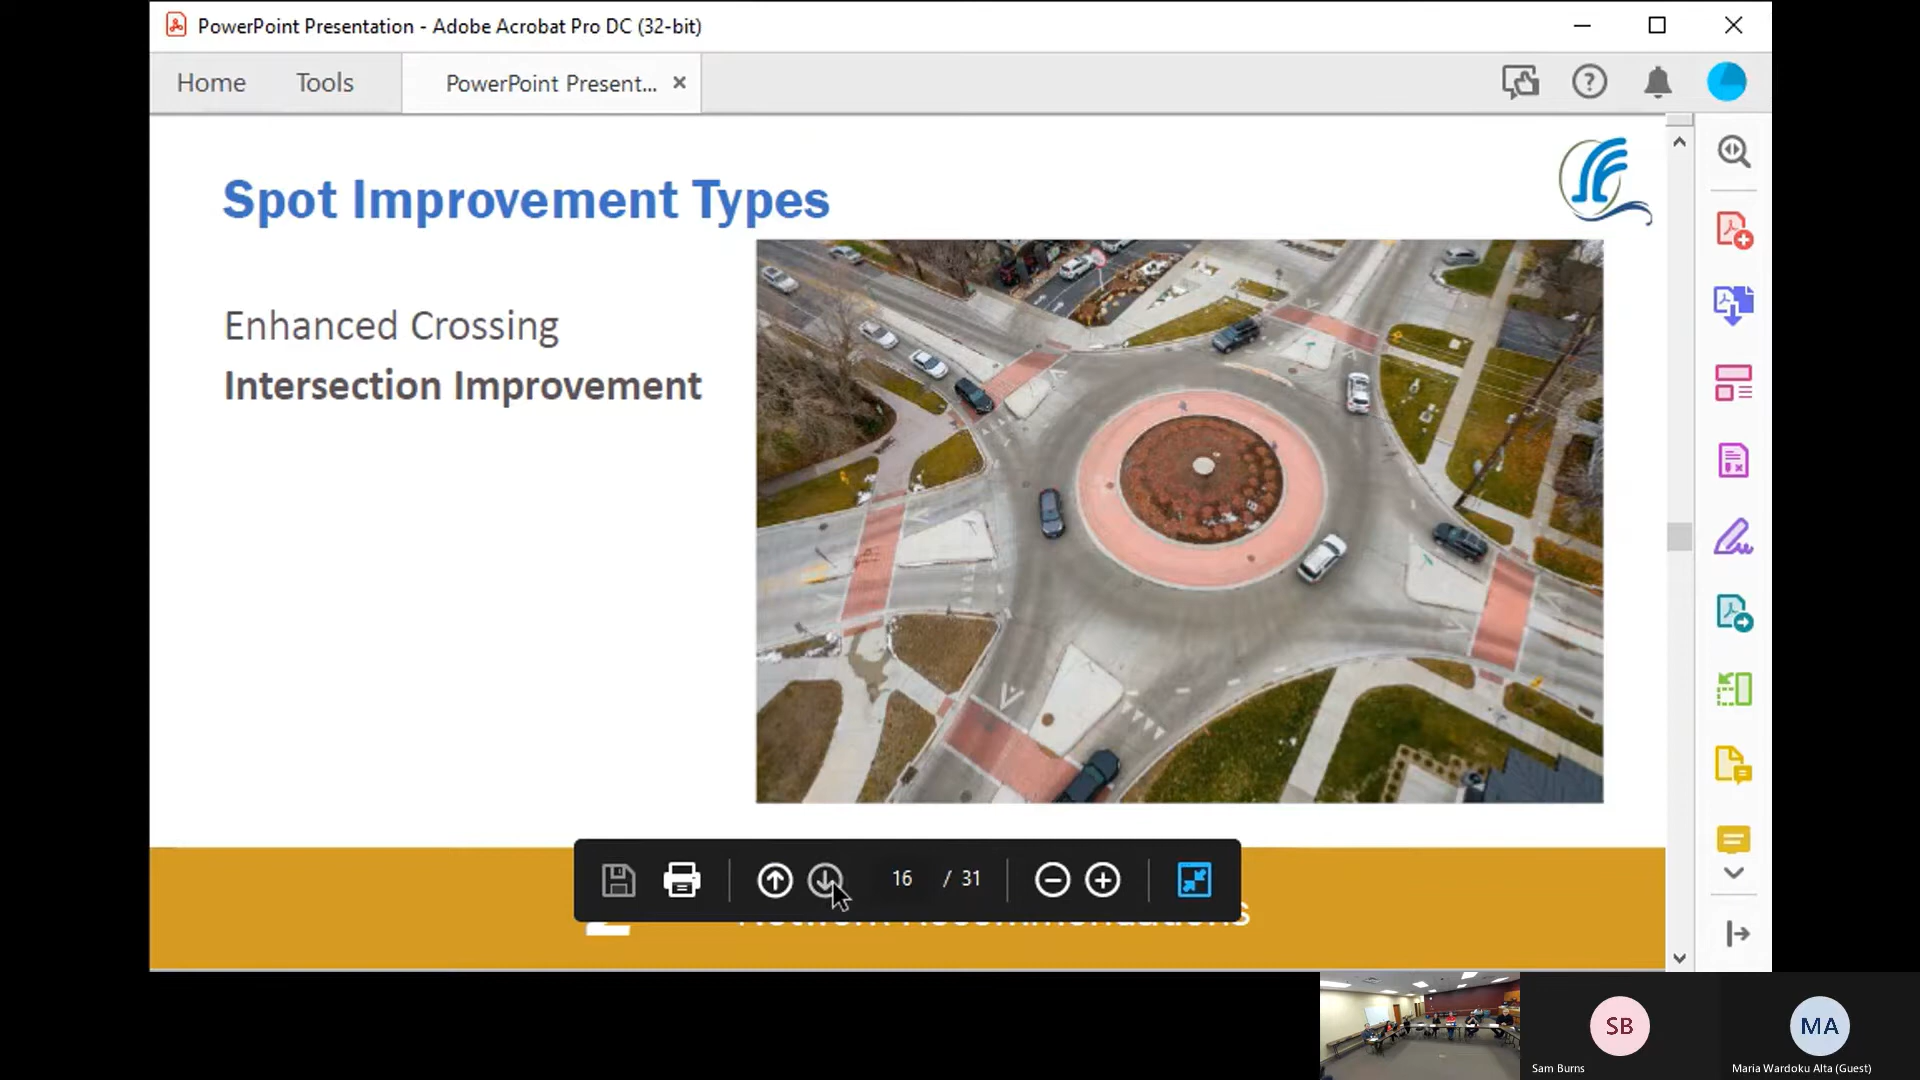 PowerPoint Presentation - Adobe Acrobat Pro DC (32-bit)
Home Tools PowerPoint Present...
Spot Improvement Types
Enhanced Crossing
Intersection Improvement
16 / 31
SB
MA
Sam Burns
Maria Wardoku Alta (Guest)